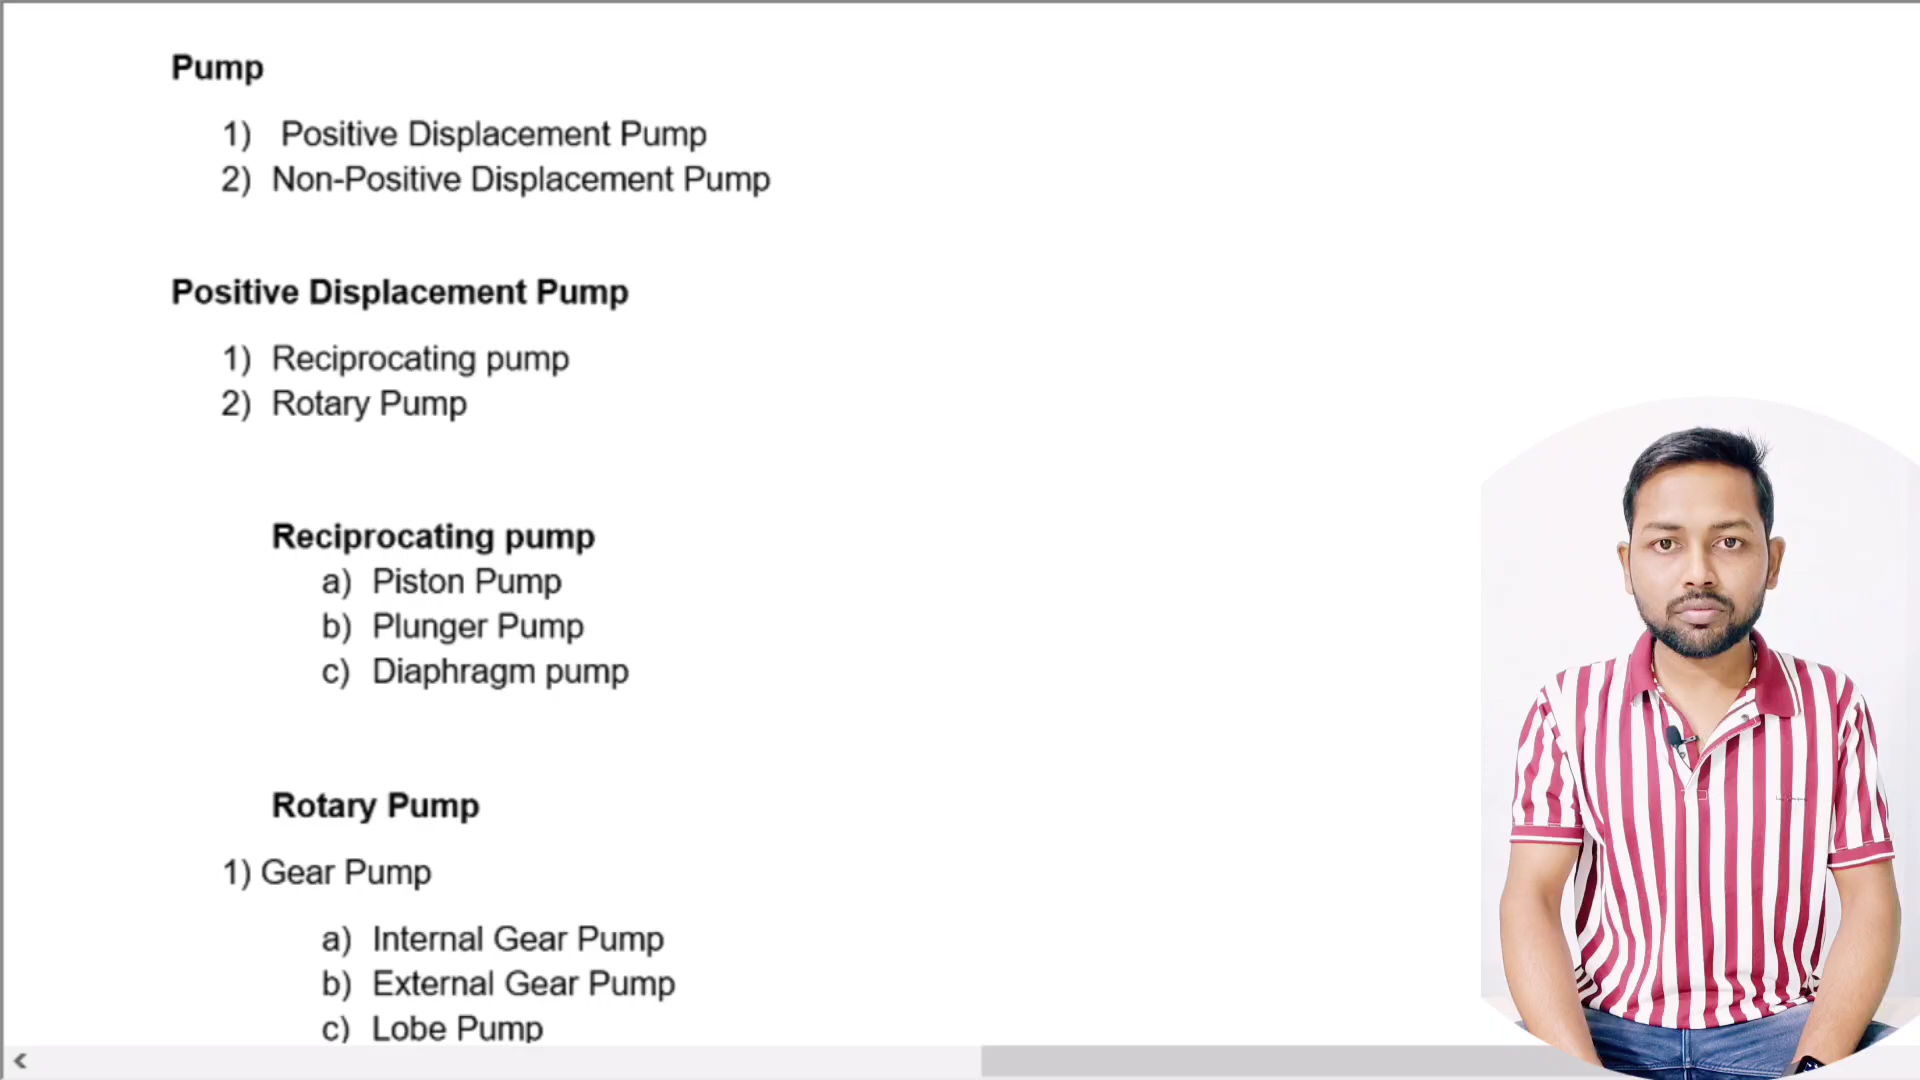 Pump
1) Positive Displacement Pump
2) Non-Positive Displacement Pump
Positive Displacement Pump
1) Reciprocating pump
2) Rotary Pump
Reciprocating pump
a) Piston Pump
b) Plunger Pump
c) Diaphragm pump
Rotary Pump
1) Gear Pump
a) Internal Gear Pump
b) External Gear Pump
c) Lobe Pump